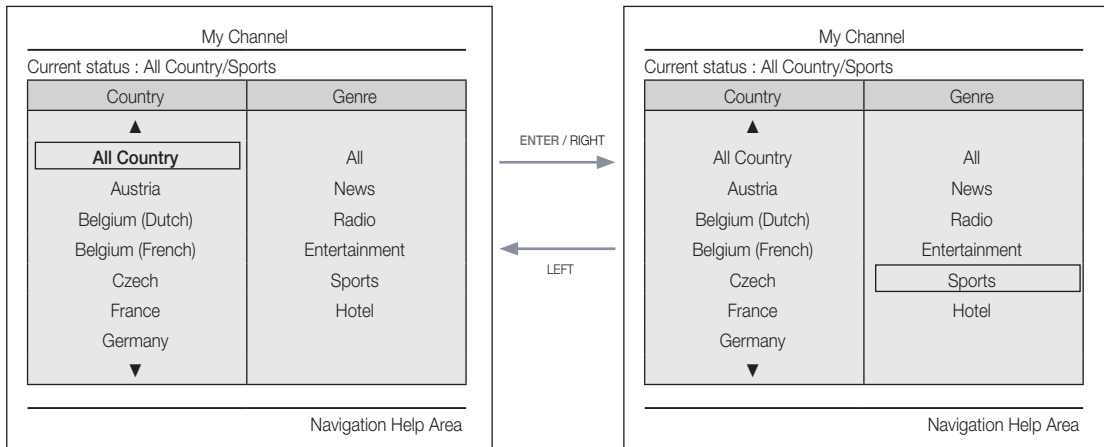 My Channel
Current status : All Country/Sports
Country Genre
▲
All Country All
Austria News
Belgium (Dutch) Radio
Belgium (French) Entertainment
Czech Sports
France Hotel
Germany
▼
Navigation Help Area
ENTER / RIGHT
LEFT
My Channel
Current status : All Country/Sports
Country Genre
▲
All Country All
Austria News
Belgium (Dutch) Radio
Belgium (French) Entertainment
Czech Sports
France Hotel
Germany
▼
Navigation Help Area